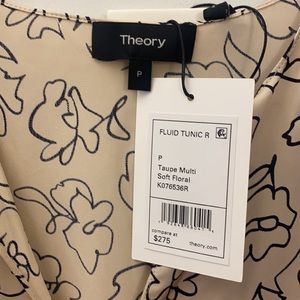 Theory
P
FLUID TUNIC R
P
Taupe Multi
Soft Floral
K076536R
compare at
$275
theory.com